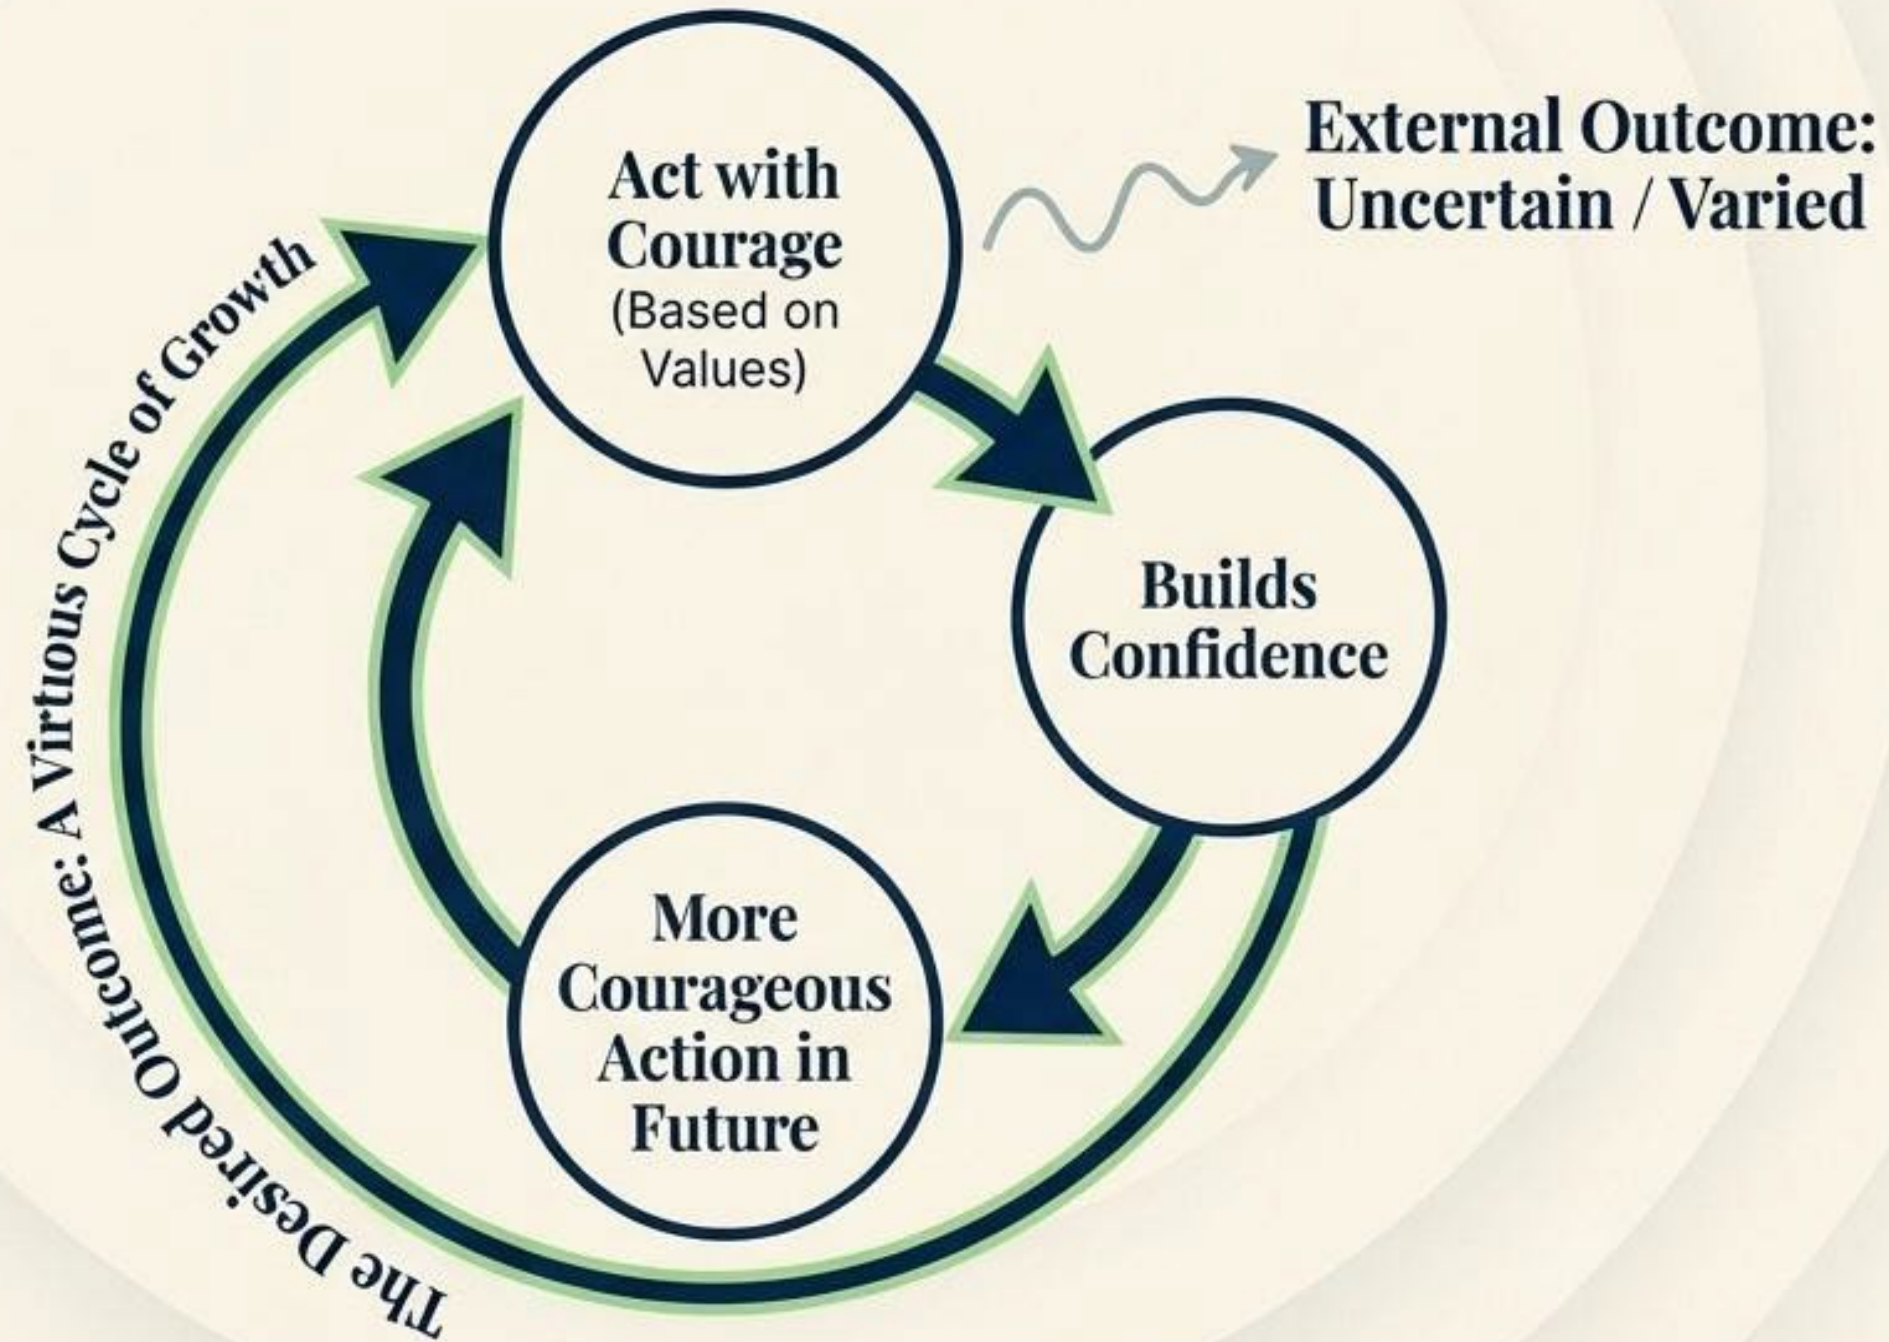 Act with
Courage
(Based on
Values)
External Outcome:
Uncertain / Varied
Builds
Confidence
More
Courageous
Action in
Future
The Desired Outcome: A Virtious Cycle of Growth